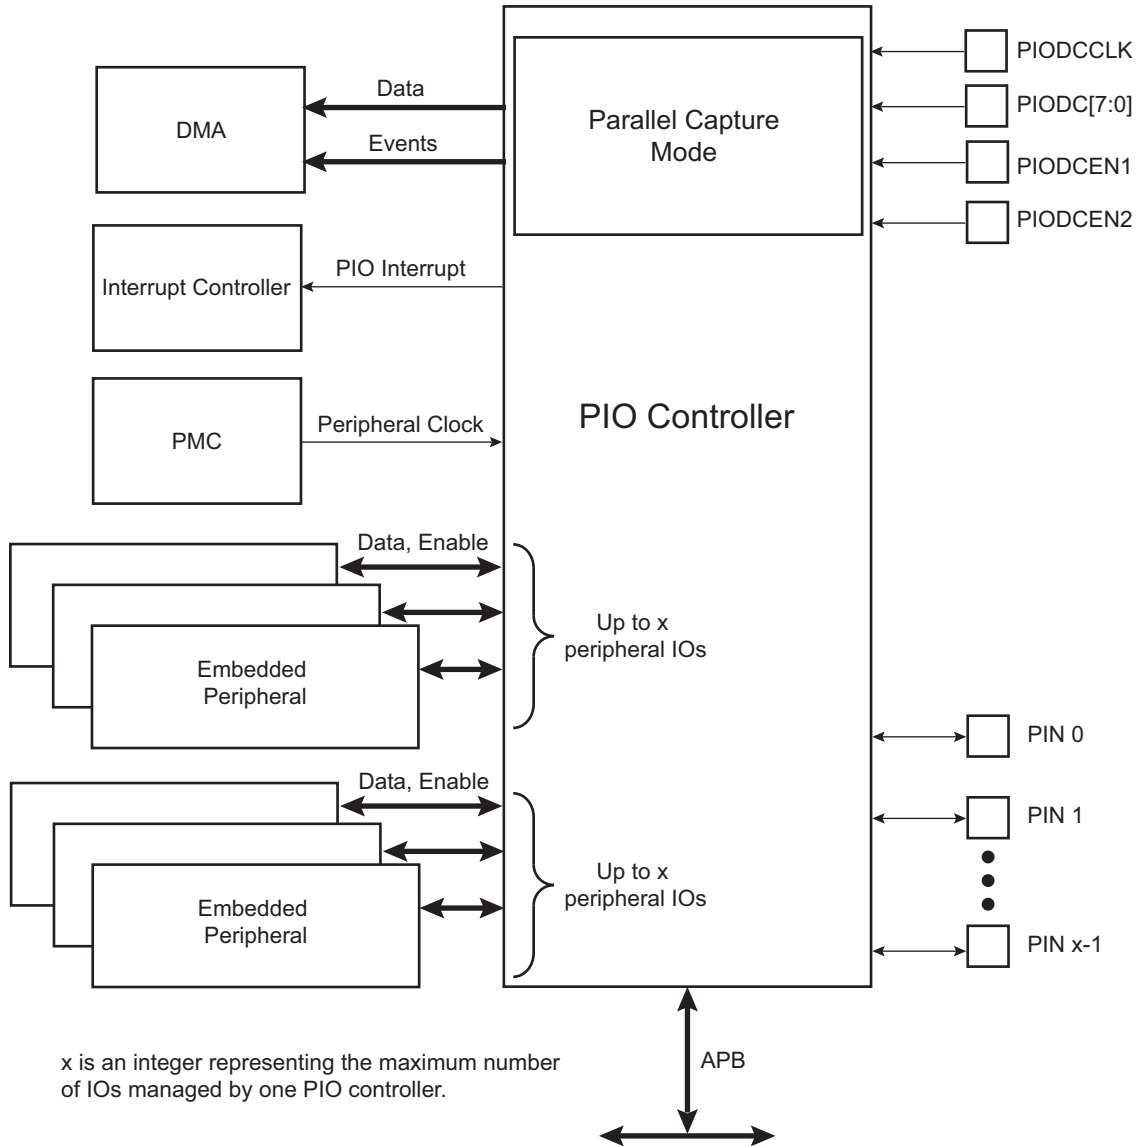 PIODCCLK
Data
DMA
Parallel Capture
Mode
PIODC[7:0]
Events
PIODCEN1
PIODCEN2
PIO Interrupt
Interrupt Controller
PIO Controller
Peripheral Clock
PMC
Data, Enable
Up to x
peripheral IOs
Embedded
Peripheral
PIN 0
Data, Enable
PIN 1
Up to x
peripheral IOs
Embedded
Peripheral
PIN x-1
x is an integer representing the maximum number
of IOs managed by one PIO controller.
APB